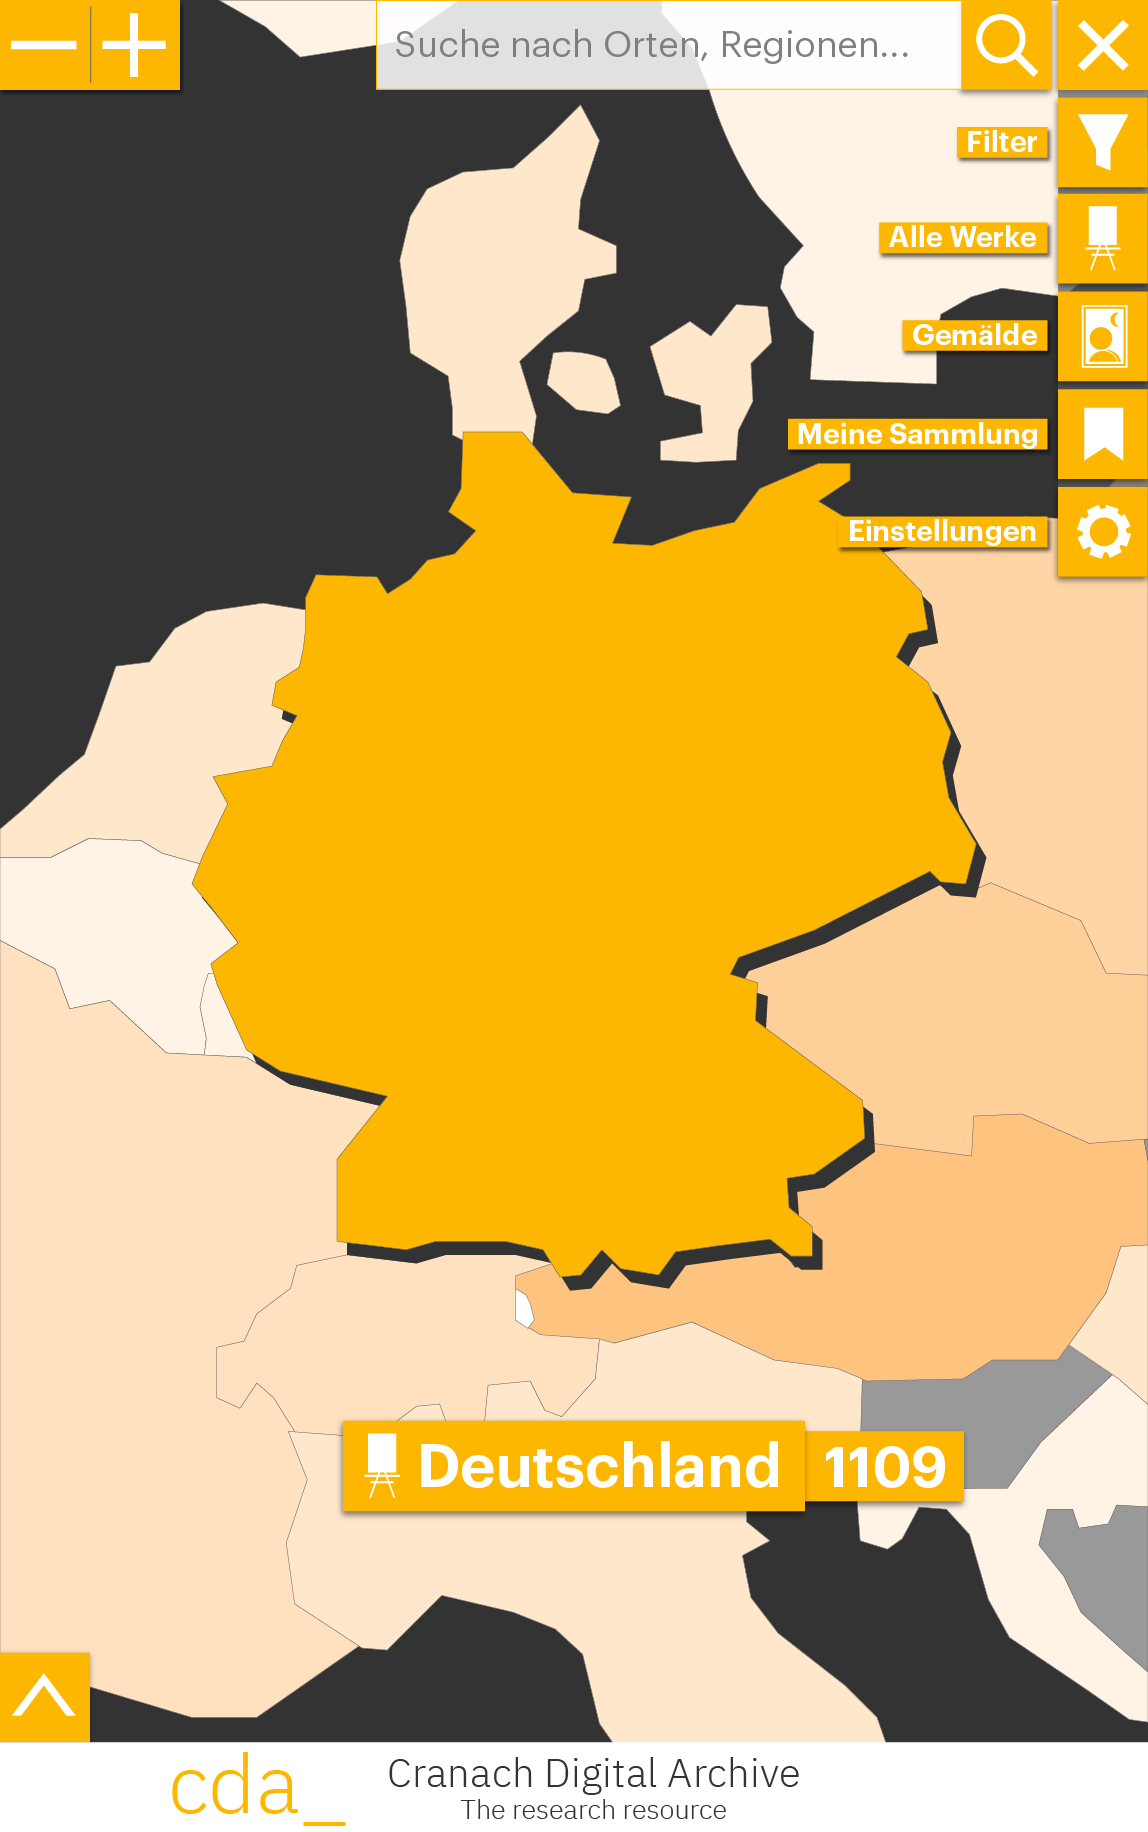 Suche nach Orten, Regionen...
Filter
Alle Werke
Gemälde
Meine Sammlung
Einstellungen
Deutschland 1109
cda_
Cranach Digital Archive
The research resource